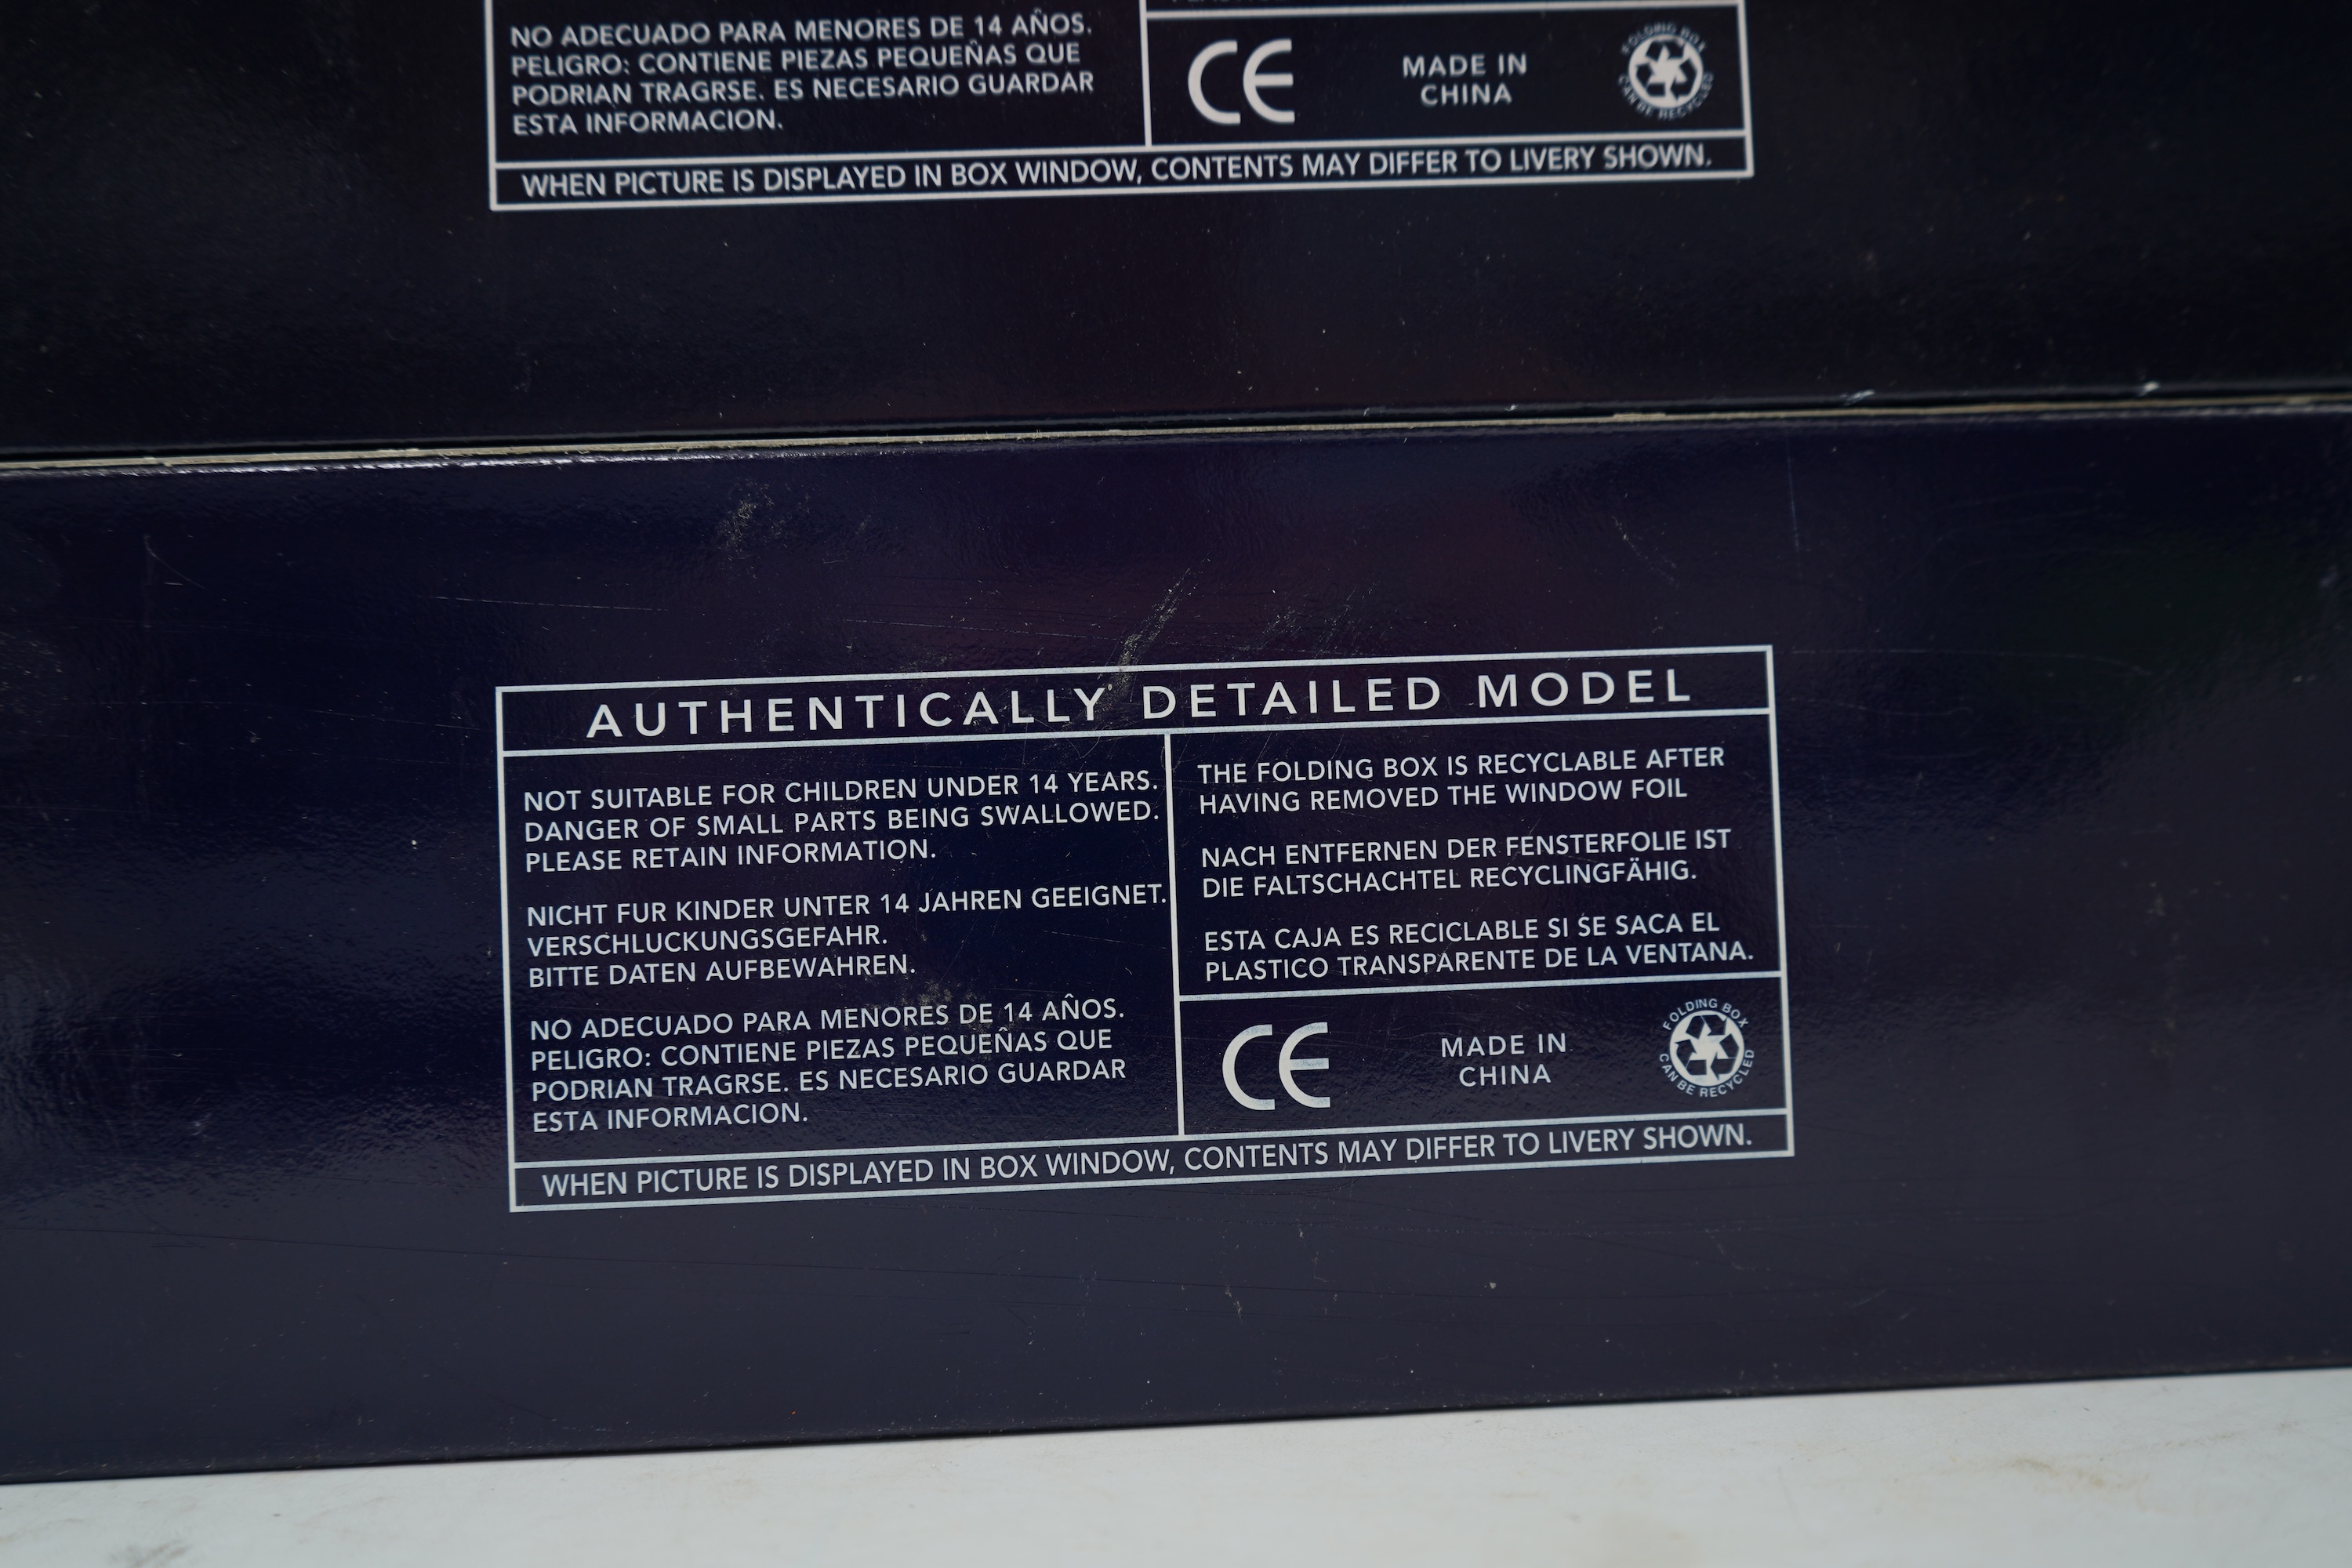 NO ADECUADO PARA MENORES DE 14 AÑOS.
PELIGRO: CONTIENE PIEZAS PEQUEÑAS QUE
PODRIAN TRAGRSE. ES NECESARIO GUARDAR
ESTA INFORMACION.
CE
MADE IN
CHINA
FOLDING BOX
CAN BE RECYCLED
WHEN PICTURE IS DISPLAYED IN BOX WINDOW, CONTENTS MAY DIFFER TO LIVERY SHOWN.
AUTHENTICALLY DETAILED MODEL
NOT SUITABLE FOR CHILDREN UNDER 14 YEARS.
DANGER OF SMALL PARTS BEING SWALLOWED.
PLEASE RETAIN INFORMATION.
NICHT FUR KINDER UNTER 14 JAHREN GEEIGNET.
VERSCHLUCKUNGSGEFAHR.
BITTE DATEN AUFBEWAHREN.
NO ADECUADO PARA MENORES DE 14 AÑOS.
PELIGRO: CONTIENE PIEZAS PEQUEÑAS QUE
PODRIAN TRAGRSE. ES NECESARIO GUARDAR
ESTA INFORMACION.
THE FOLDING BOX IS RECYCLABLE AFTER
HAVING REMOVED THE WINDOW FOIL
NACH ENTFERNEN DER FENSTERFOLIE IST
DIE FALTSCHACHTEL RECYCLINGFÄHIG.
ESTA CAJA ES RECICLABLE SI SE SACA EL
PLASTICO TRANSPARENTE DE LA VENTANA.
CE
MADE IN
CHINA
FOLDING BOX
CAN BE RECYCLED
WHEN PICTURE IS DISPLAYED IN BOX WINDOW, CONTENTS MAY DIFFER TO LIVERY SHOWN.